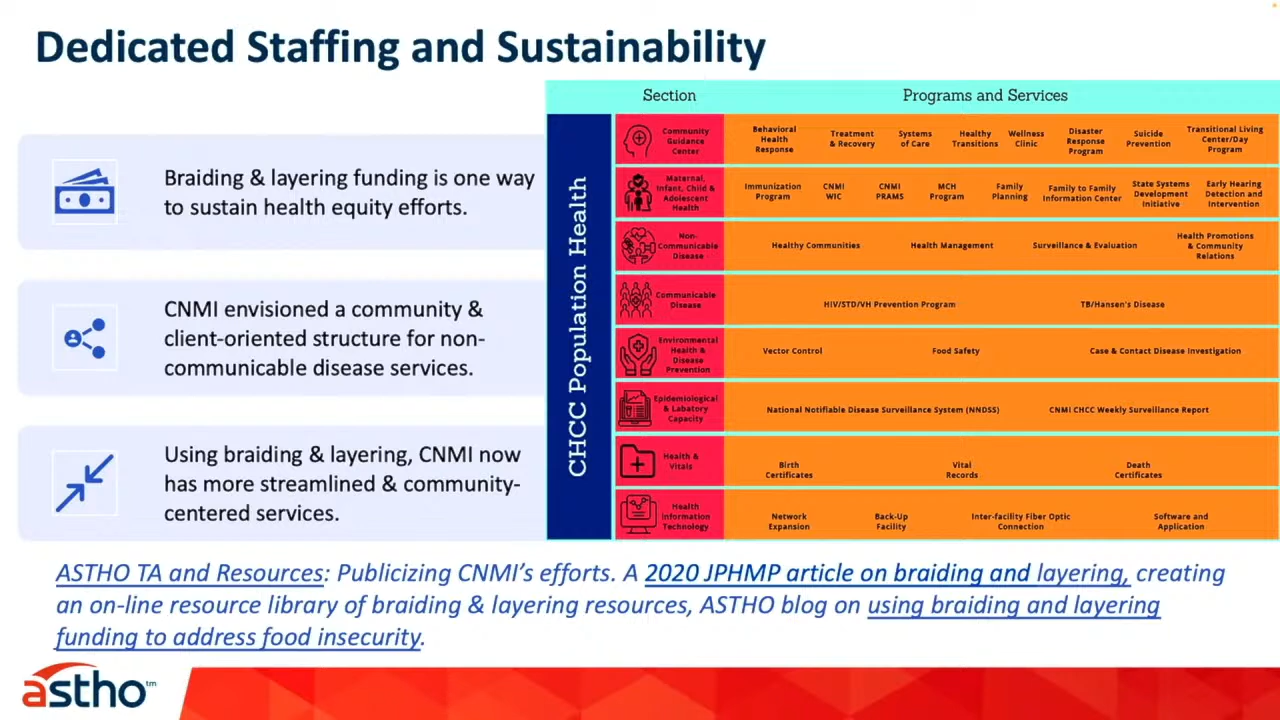 Dedicated Staffing and Sustainability
Braiding & layering funding is one way
to sustain health equity efforts.
CNMI envisioned a community &
client-oriented structure for non-
communicable disease services.
Using braiding & layering, CNMI now
has more streamlined & community-
centered services.
Section
Programs and Services
CHCC Population Health
Community
Guidance
Center
Behavioral
Health
Response
Treatment
& Recovery
Systems
of Care
Healthy
Transitions
Wellness
Clinic
Disaster
Response
Program
Suicide
Prevention
Transitional Living
Center/Day
Program
Maternal,
Infant, Child &
Adolescent
Health
Immunization
Program
CNMI
WIC
CNMI
PRAMS
MCH
Program
Family
Planning
Family to Family
Information Center
State Systems
Development
Initiative
Early Hearing
Detection and
Intervention
Non-
Communicable
Disease
Healthy Communities
Health Management
Surveillance & Evaluation
Health Promotions
& Community
Relations
Communicable
Disease
HIV/STD/VH Prevention Program
TB/Hansen's Disease
Environmental
Health &
Disease
Prevention
Vector Control
Food Safety
Case & Contact Disease Investigation
Epidemiological
& Labatory
Capacity
National Notifiable Disease Surveillance System (NNDSS)
CNMI CHCC Weekly Surveillance Report
Health &
Vitals
Birth
Certificates
Vital
Records
Death
Certificates
Health
Information
Technology
Network
Expansion
Back-Up
Facility
Inter-facility Fiber Optic
Connection
Software and
Application
ASTHO TA and Resources: Publicizing CNMI's efforts. A 2020 JPHMP article on braiding and layering, creating
an on-line resource library of braiding & layering resources, ASTHO blog on using braiding and layering
funding to address food insecurity.
astho™